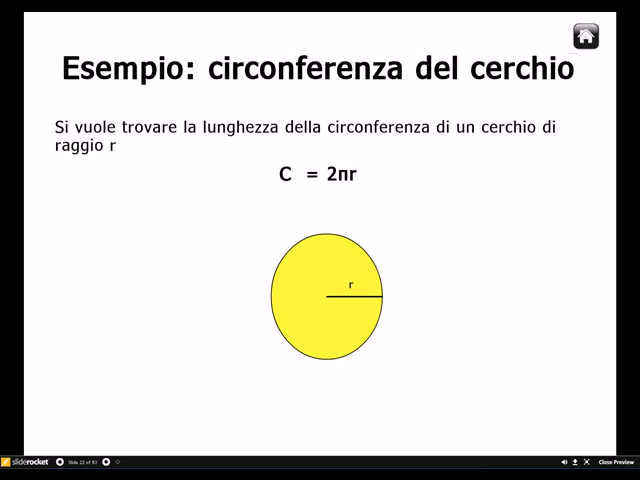 Esempio: circonferenza del cerchio
Si vuole trovare la lunghezza della circonferenza di un cerchio di
raggio r
C = 2πr
r
sliderocket Slide 22 of 83 Close Preview